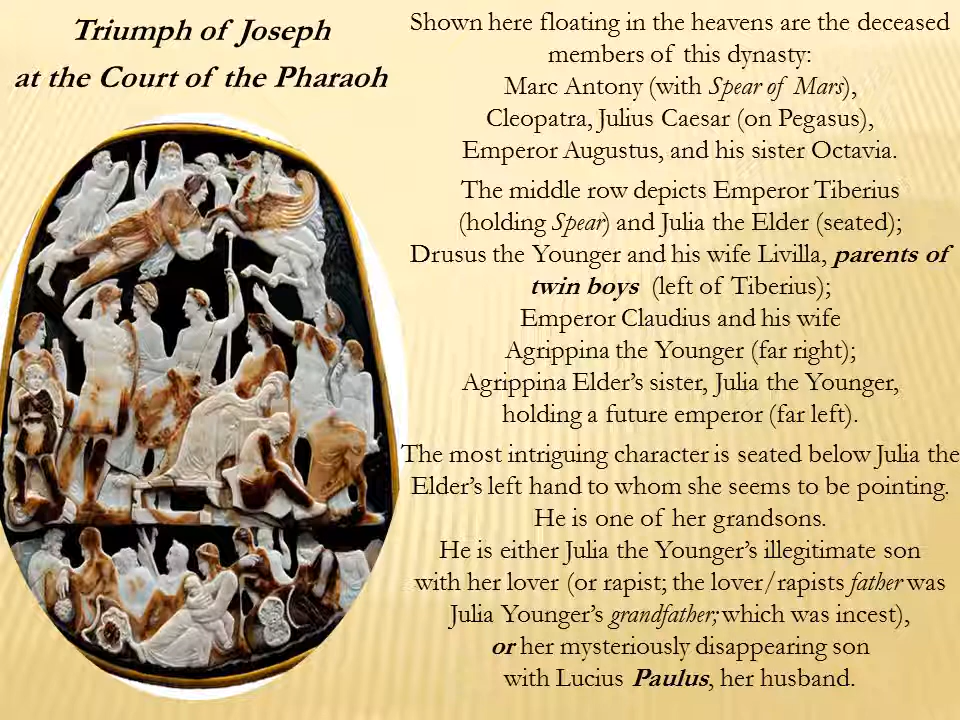 Triumph of Joseph
at the Court of the Pharaoh
Shown here floating in the heavens are the deceased
members of this dynasty:
Marc Antony (with Spear of Mars),
Cleopatra, Julius Caesar (on Pegasus),
Emperor Augustus, and his sister Octavia.
The middle row depicts Emperor Tiberius
(holding Spear) and Julia the Elder (seated);
Drusus the Younger and his wife Livilla, parents of
twin boys (left of Tiberius);
Emperor Claudius and his wife
Agrippina the Younger (far right);
Agrippina Elder's sister, Julia the Younger,
holding a future emperor (far left).
The most intriguing character is seated below Julia the
Elder's left hand to whom she seems to be pointing.
He is one of her grandsons.
He is either Julia the Younger's illegitimate son
with her lover (or rapist; the lover/rapists father was
Julia Younger's grandfather; which was incest),
or her mysteriously disappearing son
with Lucius Paulus, her husband.